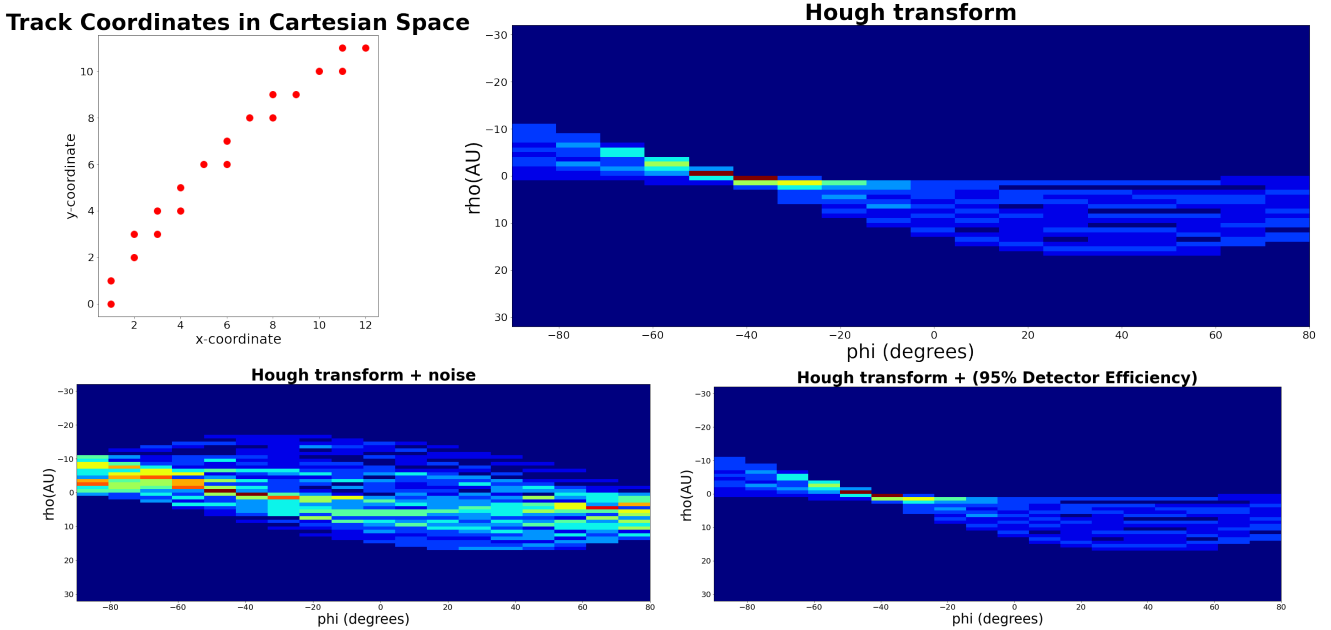 Track Coordinates in Cartesian Space
y-coordinate
10
8
6
4
2
0
2 4 6 8 10 12
x-coordinate
Hough transform
rho(AU)
−30
−20
−10
0
10
20
30
−80 −60 −40 −20 0 20 40 60 80
phi (degrees)
Hough transform + noise
rho(AU)
−30
−20
−10
0
10
20
30
−80 −60 −40 −20 0 20 40 60 80
phi (degrees)
Hough transform + (95% Detector Efficiency)
rho(AU)
−30
−20
−10
0
10
20
30
−80 −60 −40 −20 0 20 40 60 80
phi (degrees)